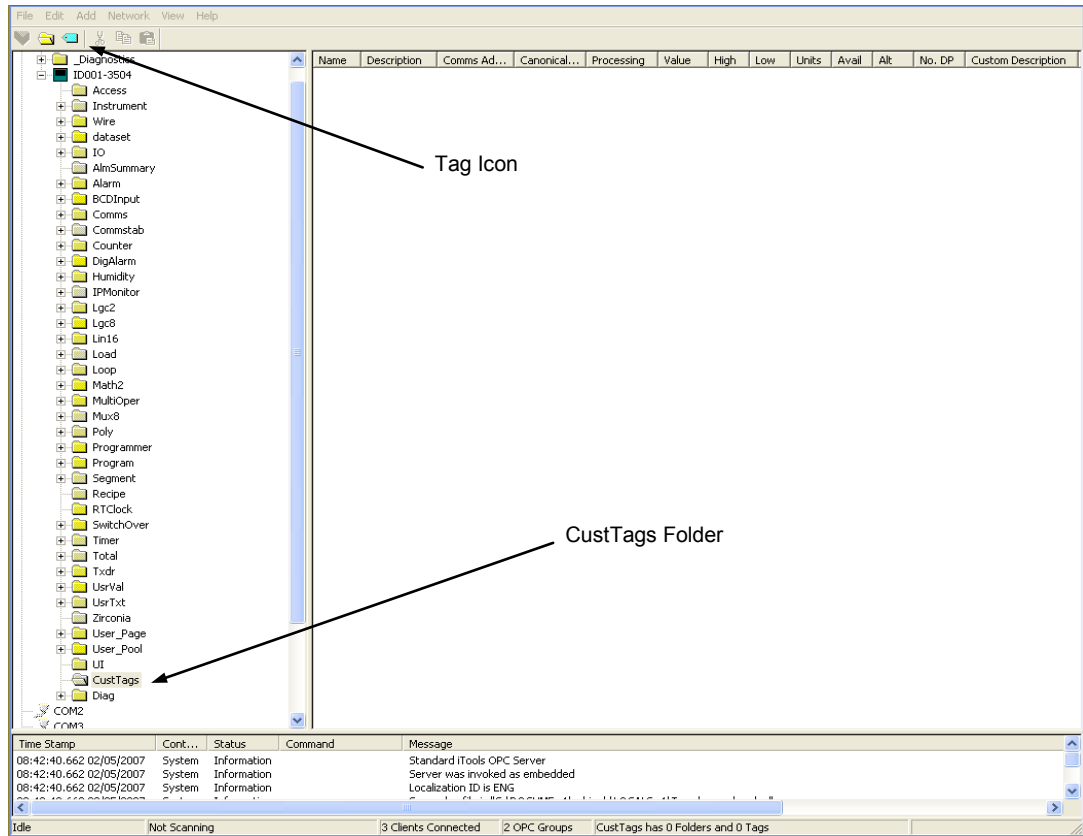 File Edit Add Network View Help
_Diagnostics
ID001-3504
Access
Instrument
Wire
dataset
IO
AlmSummary
Alarm
BCDInput
Comms
Commstab
Counter
DigAlarm
Humidity
IPMonitor
Lgc2
Lgc8
Lin16
Load
Loop
Math2
MultiOper
Mux8
Poly
Programmer
Program
Segment
Recipe
RTClock
SwitchOver
Timer
Total
Txdr
UsrVal
UsrTxt
Zirconia
User_Page
User_Pool
UI
CustTags
Diag
COM2
COM3
Name Description Comms Ad... Canonical... Processing Value High Low Units Avail Alt No. DP Custom Description
Tag Icon
CustTags Folder
Time Stamp Cont... Status Command Message
08:42:40.662 02/05/2007 System Information Standard iTools OPC Server
08:42:40.662 02/05/2007 System Information Server was invoked as embedded
08:42:40.662 02/05/2007 System Information Localization ID is ENG
Idle Not Scanning 3 Clients Connected 2 OPC Groups CustTags has 0 Folders and 0 Tags